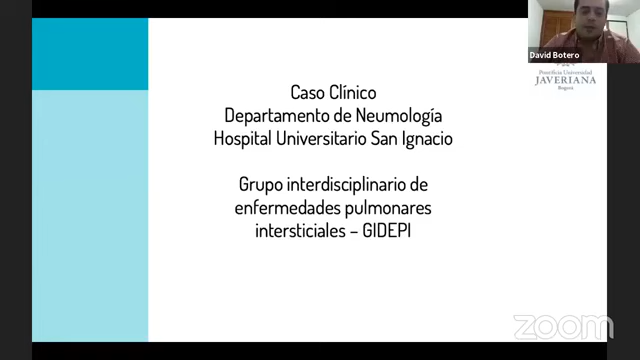 David Botero
Pontificia Universidad
JAVERIANA
Bogotá
Caso Clínico
Departamento de Neumología
Hospital Universitario San Ignacio
Grupo interdisciplinario de
enfermedades pulmonares
intersticiales – GIDEPI
zoom